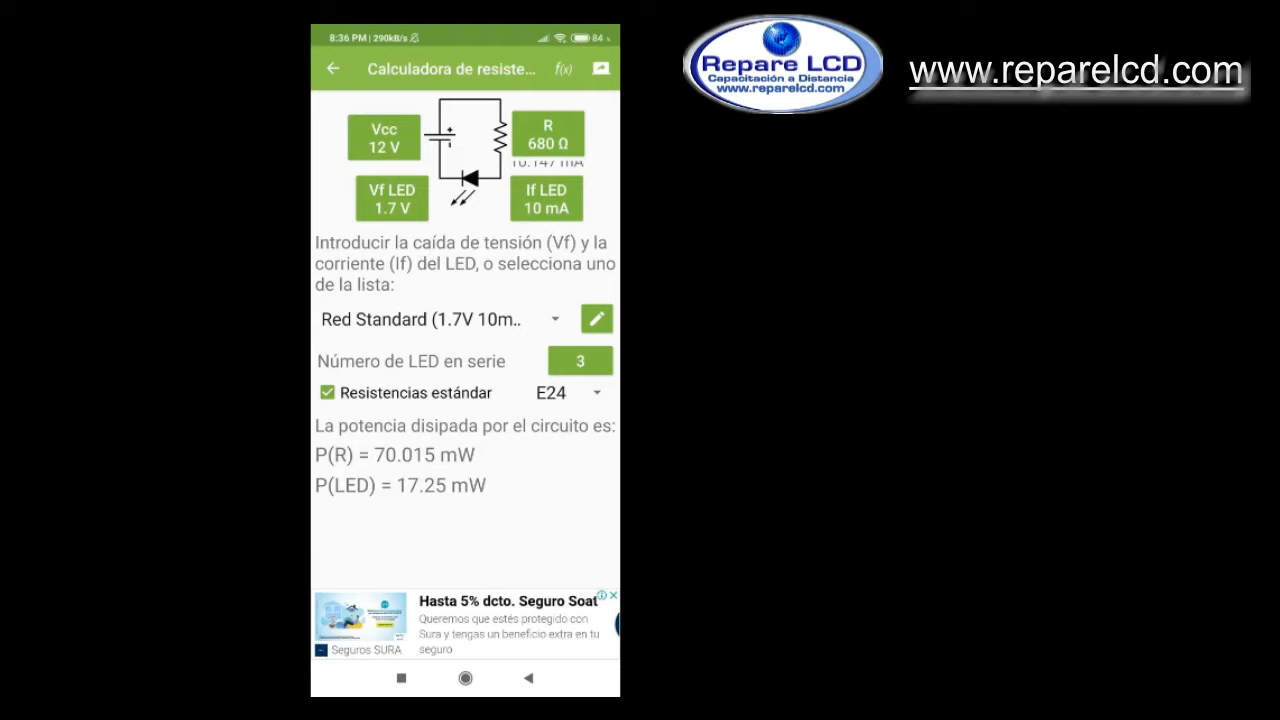 8:36 PM | 290kB/s
84
Calculadora de resiste...
f(x)
Vcc
12 V
R
680 Ω
10.147 mA
Vf LED
1.7 V
If LED
10 mA
Introducir la caída de tensión (Vf) y la
corriente (If) del LED, o selecciona uno
de la lista:
Red Standard (1.7V 10m..
Número de LED en serie
3
Resistencias estándar
E24
La potencia disipada por el circuito es:
P(R) = 70.015 mW
P(LED) = 17.25 mW
Hasta 5% dcto. Seguro Soat
Queremos que estés protegido con
Sura y tengas un beneficio extra en tu
seguro
Seguros SURA
Repare LCD
Capacitación a Distancia
www.reparelcd.com
www.reparelcd.com